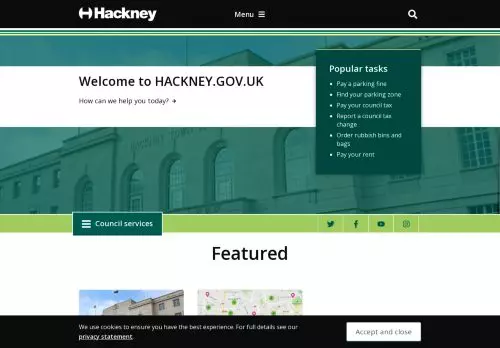 Hackney
Menu
Welcome to HACKNEY.GOV.UK
How can we help you today?
Popular tasks
Pay a parking fine
Find your parking zone
Pay your council tax
Report a council tax
change
Order rubbish bins and
bags
Pay your rent
Council services
Featured
We use cookies to ensure you have the best experience. For full details see our
privacy statement.
Accept and close